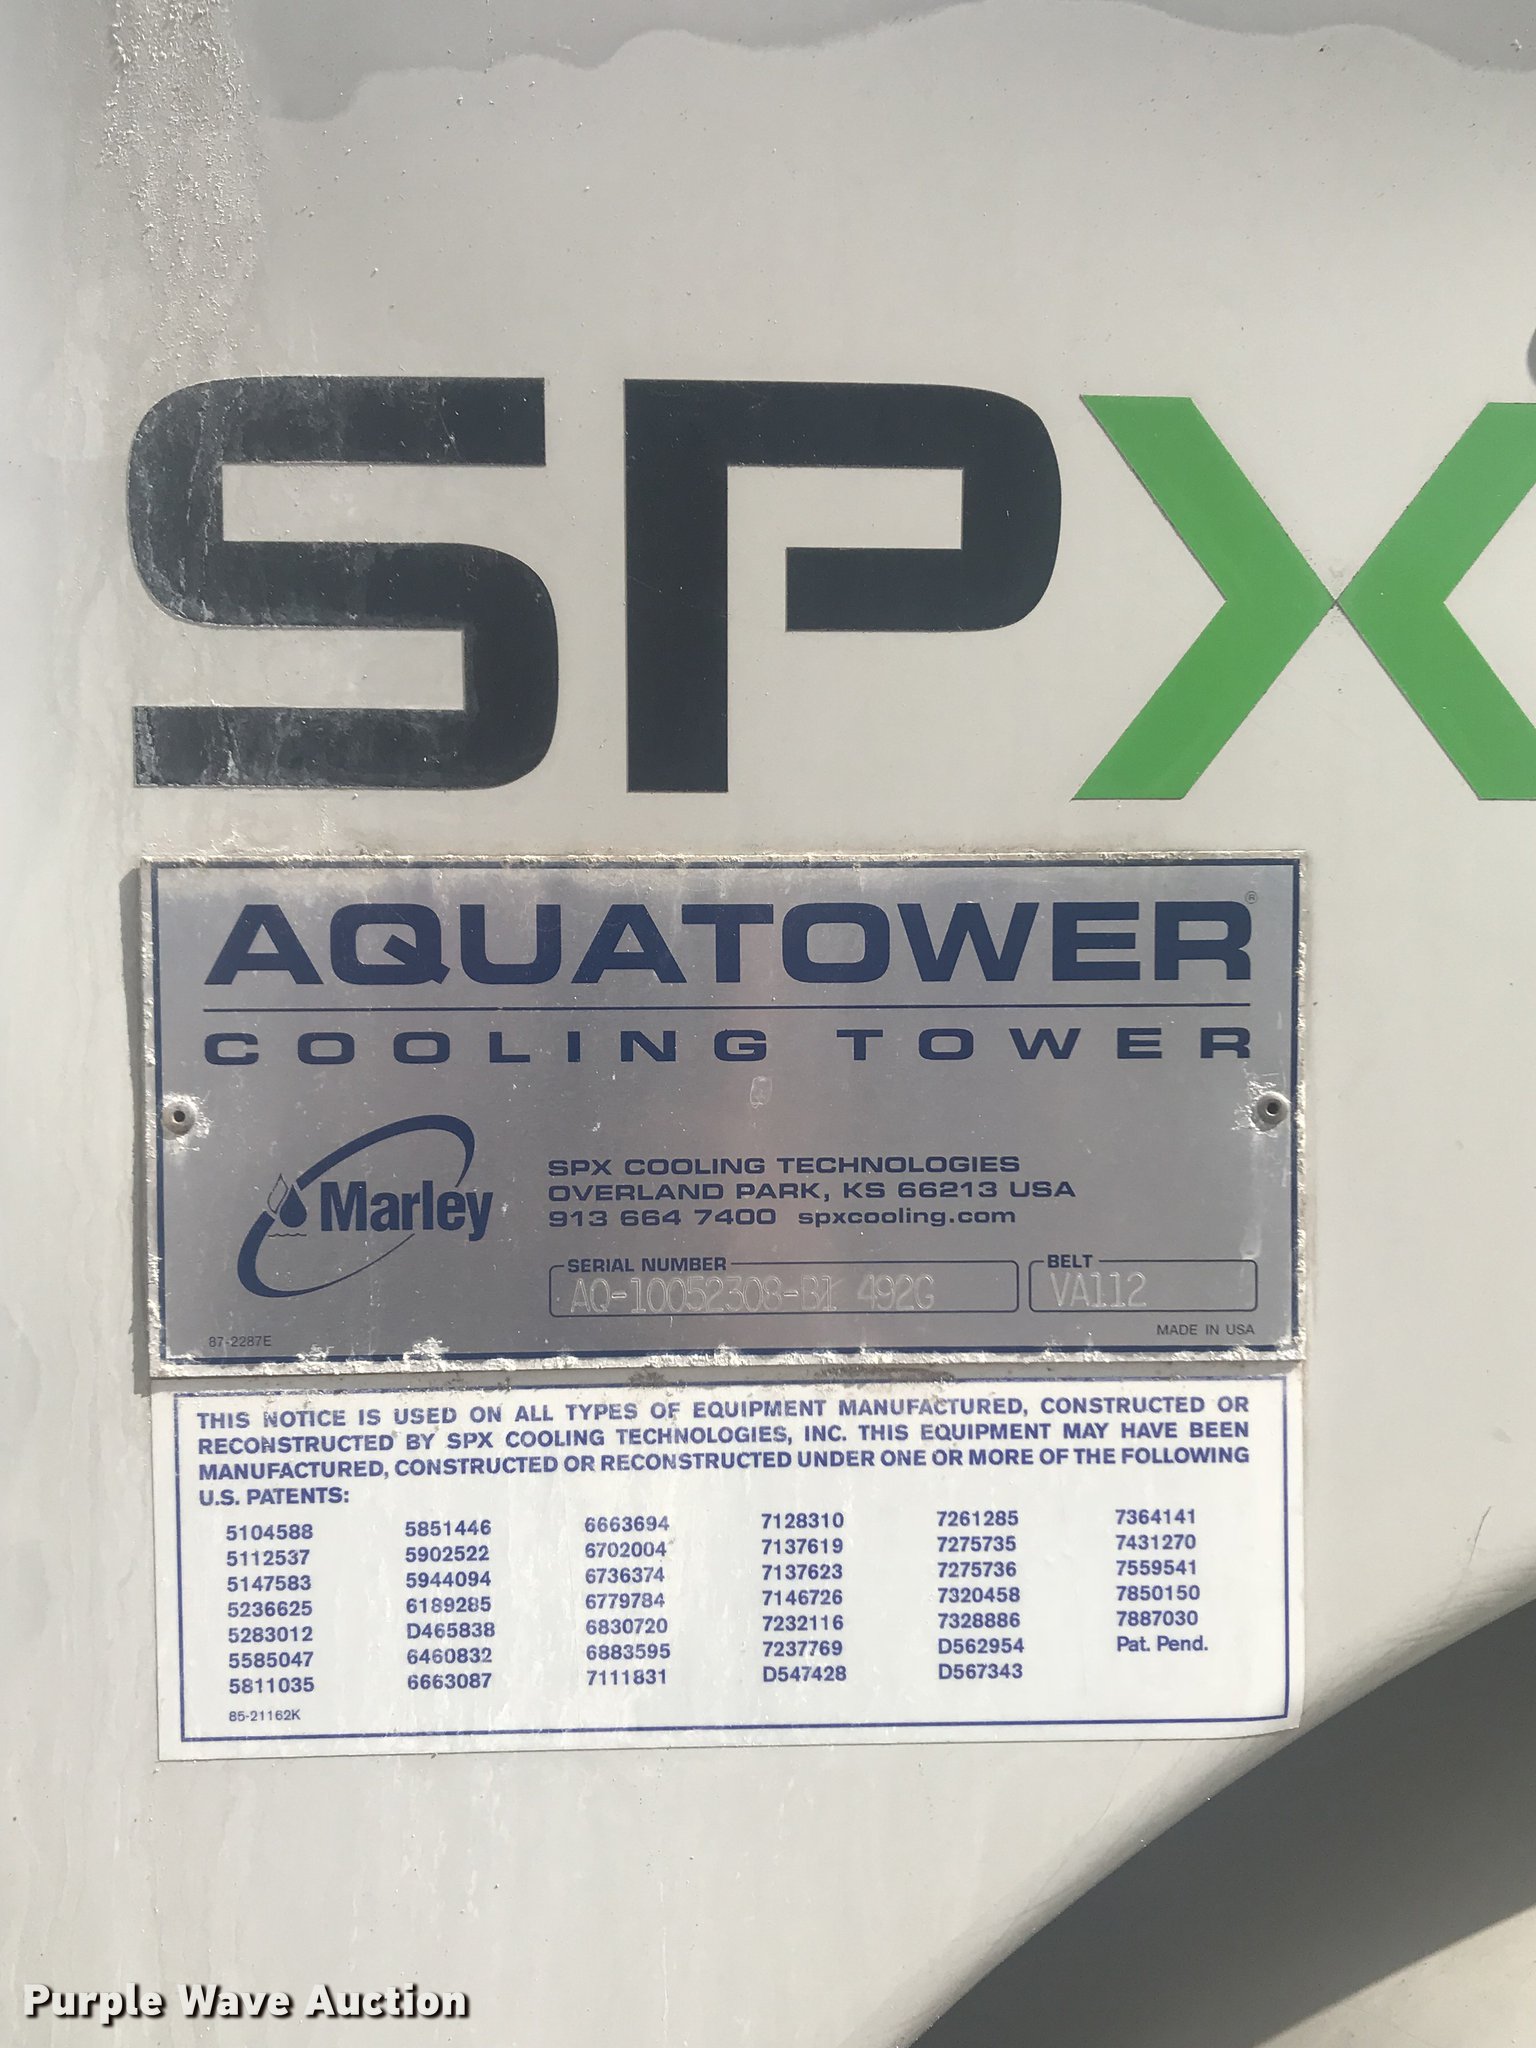 SPX
AQUATOWER®
COOLING TOWER
Marley
SPX COOLING TECHNOLOGIES
OVERLAND PARK, KS 66213 USA
913 664 7400 spxcooling.com
SERIAL NUMBER
AQ-10052308-B1 492G
BELT
VA112
87-2287E
MADE IN USA
THIS NOTICE IS USED ON ALL TYPES OF EQUIPMENT MANUFACTURED, CONSTRUCTED OR
RECONSTRUCTED BY SPX COOLING TECHNOLOGIES, INC. THIS EQUIPMENT MAY HAVE BEEN
MANUFACTURED, CONSTRUCTED OR RECONSTRUCTED UNDER ONE OR MORE OF THE FOLLOWING
U.S. PATENTS:
5104588 5851446 6663694 7128310 7261285 7364141
5112537 5902522 6702004 7137619 7275735 7431270
5147583 5944094 6736374 7137623 7275736 7559541
5236625 6189285 6779784 7146726 7320458 7850150
5283012 D465838 6830720 7232116 7328886 7887030
5585047 6460832 6883595 7237769 D562954 Pat. Pend.
5811035 6663087 7111831 D547428 D567343
85-21162K
Purple Wave Auction